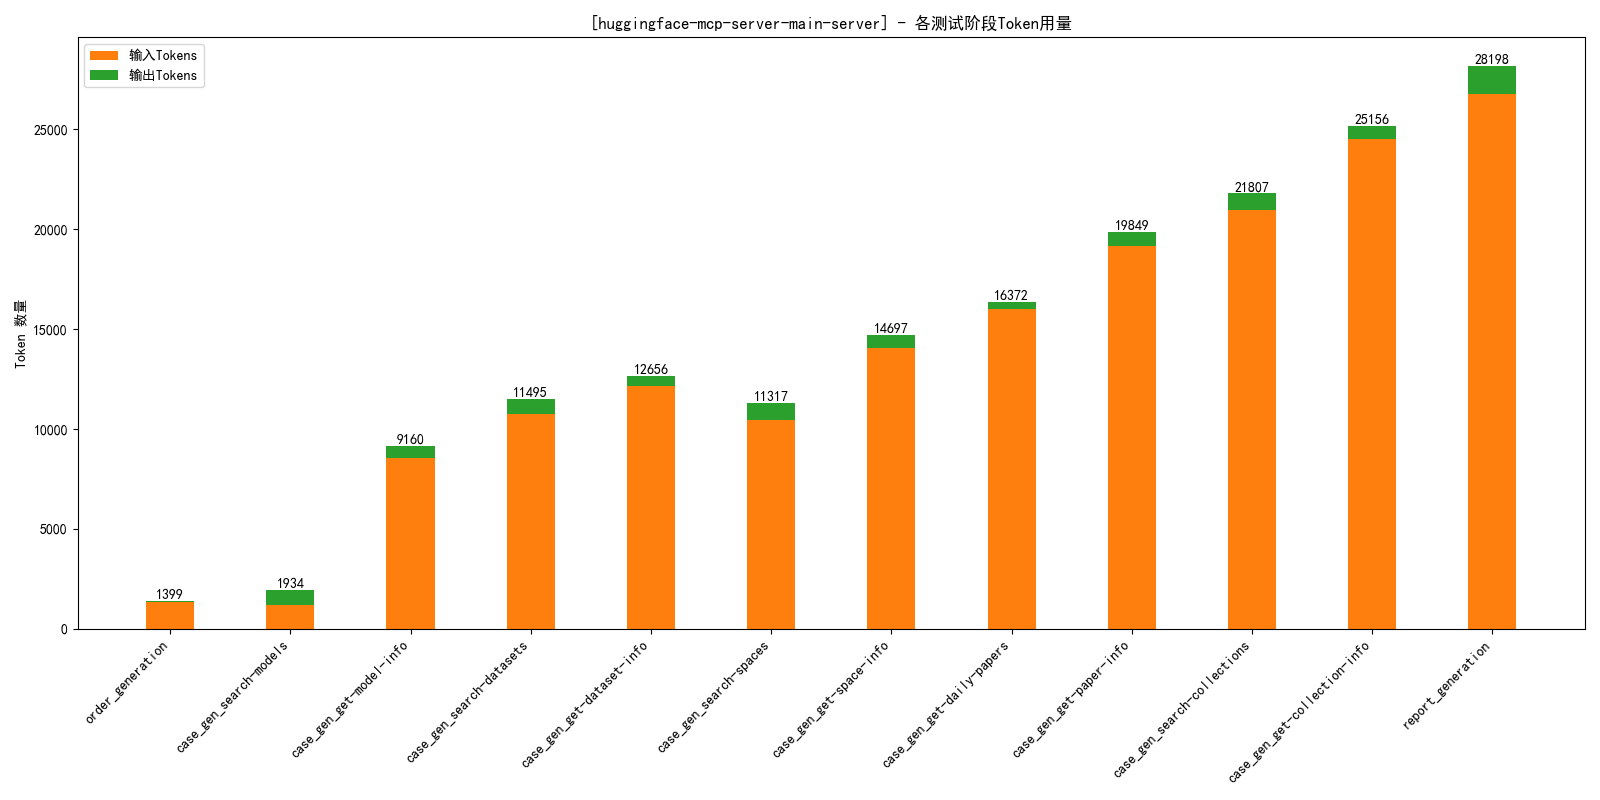 [huggingface-mcp-server-main-server] - 各测试阶段Token用量
输入Tokens
输出Tokens
Token 数量
25000
20000
15000
10000
5000
0
1399
1934
9160
11495
12656
11317
14697
16372
19849
21807
25156
28198
order_generation
case_gen_search-models
case_gen_get-model-info
case_gen_search-datasets
case_gen_get-dataset-info
case_gen_search-spaces
case_gen_get-space-info
case_gen_get-daily-papers
case_gen_get-paper-info
case_gen_search-collections
case_gen_get-collection-info
report_generation